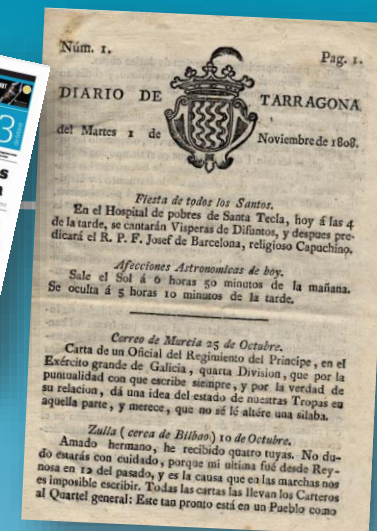 Núm. 1.
Pag. 1.
DIARIO DE TARRAGONA
del Martes 1 de Noviembre de 1808.
Fiesta de todos los Santos.
En el Hospital de pobres de Santa Tecla, hoy á las 4
de la tarde, se cantarán Visperas de Difuntos, y despues pre-
dicará el R. P. F. Josef de Barcelona, religioso Capuchino.
Afecciones Astronomicas de hoy.
Sale el Sol á 6 horas 50 minutos de la mañana.
Se oculta á 5 horas 10 minutos de la tarde.
Correo de Murcia 25 de Octubre.
Carta de un Oficial del Regimiento del Principe, en el
Exército grande de Galicia, quarta Division, que por la
puntualidad con que escribe siempre, y por la verdad de
su relacion, dá una idea del estado de nuestras Tropas en
aquella parte, y merece, que no sé lé altére una silaba.
Zulla (cerca de Bilbao) 10 de Octubre.
Amado hermano, he recibido quatro tuyas. No du-
do estarás con cuidado, porque mi ultima fué desde Rey-
nosa en 12 del pasado, y es la causa que en las marchas nos
es imposible escribir. Todas las cartas las llevan los Carteros
al Quartel general: Este tan pronto está en un Pueblo como
3